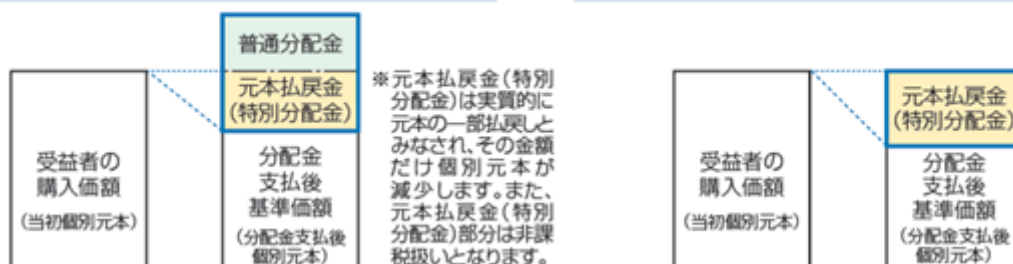 普通分配金
元本払戻金
(特別分配金)
受益者の
購入価額
(当初個別元本)
分配金
支払後
基準価額
(分配金支払後
個別元本)
※元本払戻金(特別
分配金)は実質的に
元本の一部払戻しと
みなされ、その金額
だけ個別元本が
減少します。また、
元本払戻金(特別
分配金)部分は非課
税扱いとなります。
受益者の
購入価額
(当初個別元本)
元本払戻金
(特別分配金)
分配金
支払後
基準価額
(分配金支払後
個別元本)